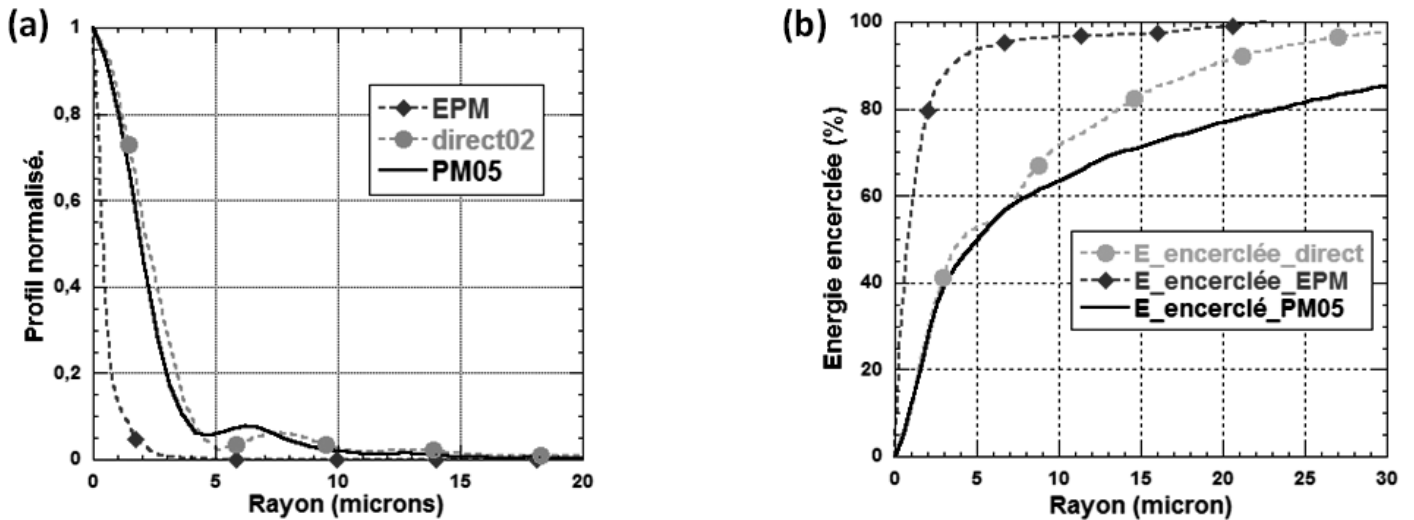 (a)
Profil normalisé.
1
0,8
0,6
0,4
0,2
0
EPM
direct02
PM05
0 5 10 15 20
Rayon (microns)
(b)
Energie encerclée (%)
100
80
60
40
20
0
E_encerclée_direct
E_encerclée_EPM
E_encerclé_PM05
0 5 10 15 20 25 30
Rayon (micron)